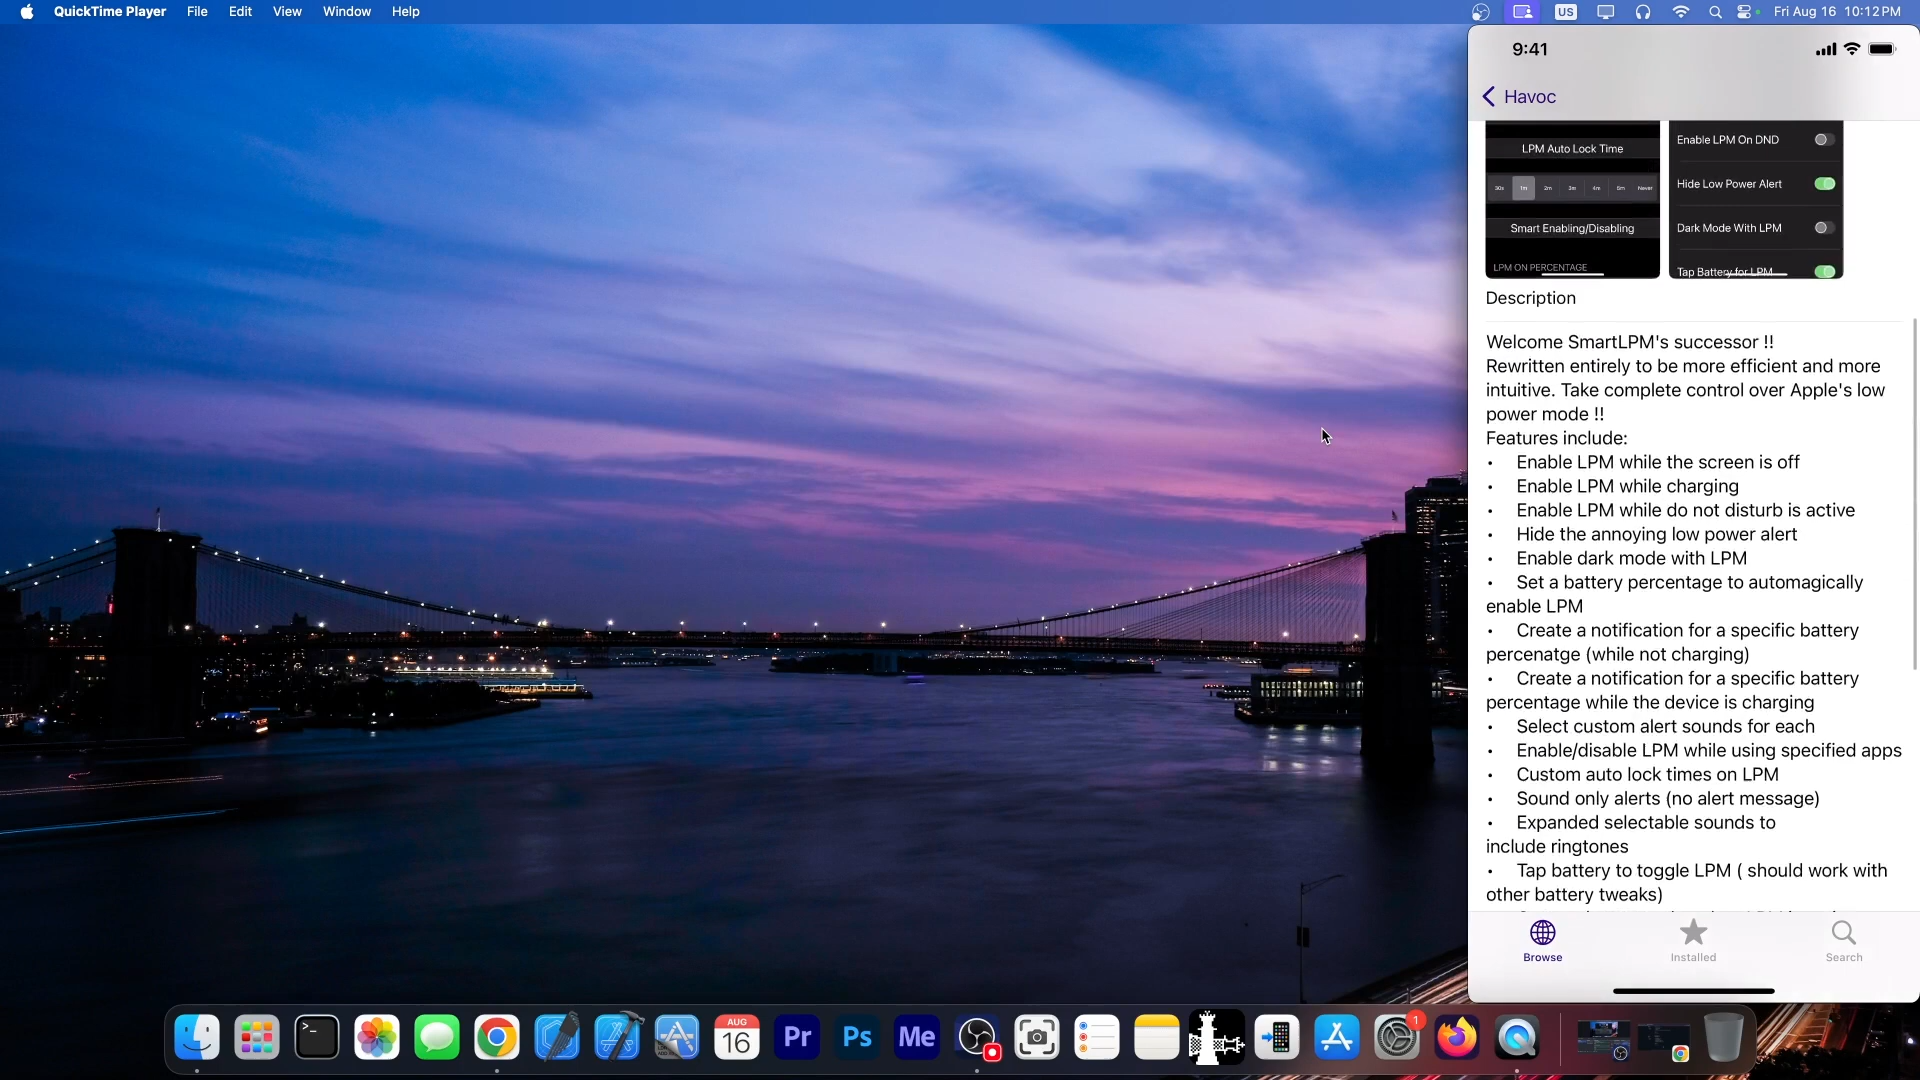 QuickTime Player File Edit View Window Help
US Fri Aug 16 10:12 PM
9:41
Havoc
LPM Auto Lock Time
30s 1m 2m 3m 4m 5m Never
Smart Enabling/Disabling
LPM ON PERCENTAGE
Enable LPM On DND
Hide Low Power Alert
Dark Mode With LPM
Tap Battery for LPM
Description
Welcome SmartLPM's successor !!
Rewritten entirely to be more efficient and more
intuitive. Take complete control over Apple's low
power mode !!
Features include:
• Enable LPM while the screen is off
• Enable LPM while charging
• Enable LPM while do not disturb is active
• Hide the annoying low power alert
• Enable dark mode with LPM
• Set a battery percentage to automagically
enable LPM
• Create a notification for a specific battery
percenatge (while not charging)
• Create a notification for a specific battery
percentage while the device is charging
• Select custom alert sounds for each
• Enable/disable LPM while using specified apps
• Custom auto lock times on LPM
• Sound only alerts (no alert message)
• Expanded selectable sounds to
include ringtones
• Tap battery to toggle LPM ( should work with
other battery tweaks)
Browse Installed Search
>_
AUG
16
Pr
Ps
Me
1